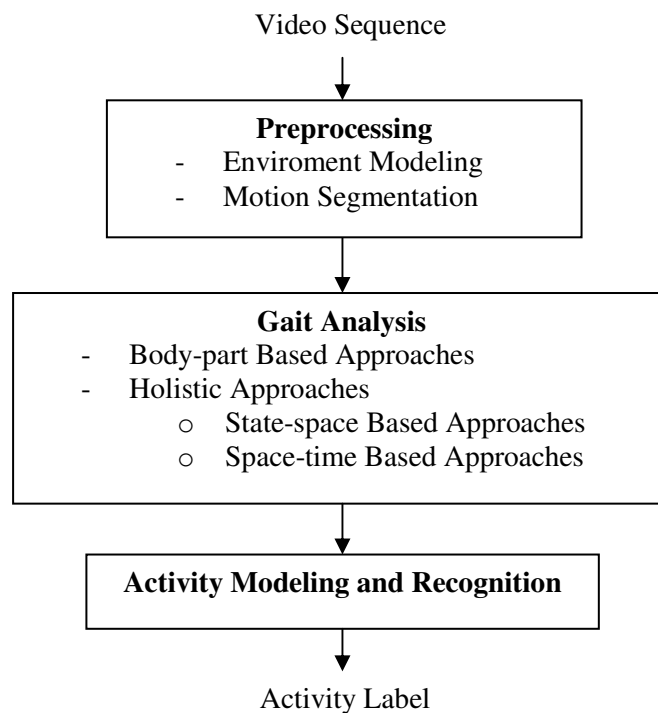 Video Sequence
Preprocessing
- Enviroment Modeling
- Motion Segmentation
Gait Analysis
- Body-part Based Approaches
- Holistic Approaches
o State-space Based Approaches
o Space-time Based Approaches
Activity Modeling and Recognition
Activity Label